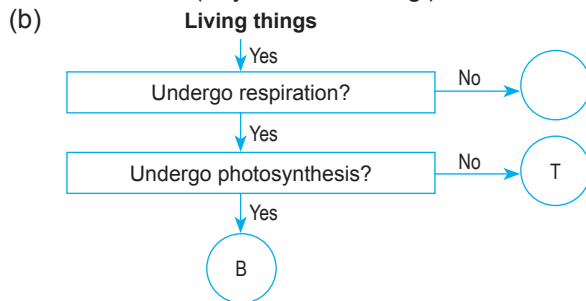 (b)
Living things
Yes
Undergo respiration?
No
Yes
Undergo photosynthesis?
No
T
Yes
B